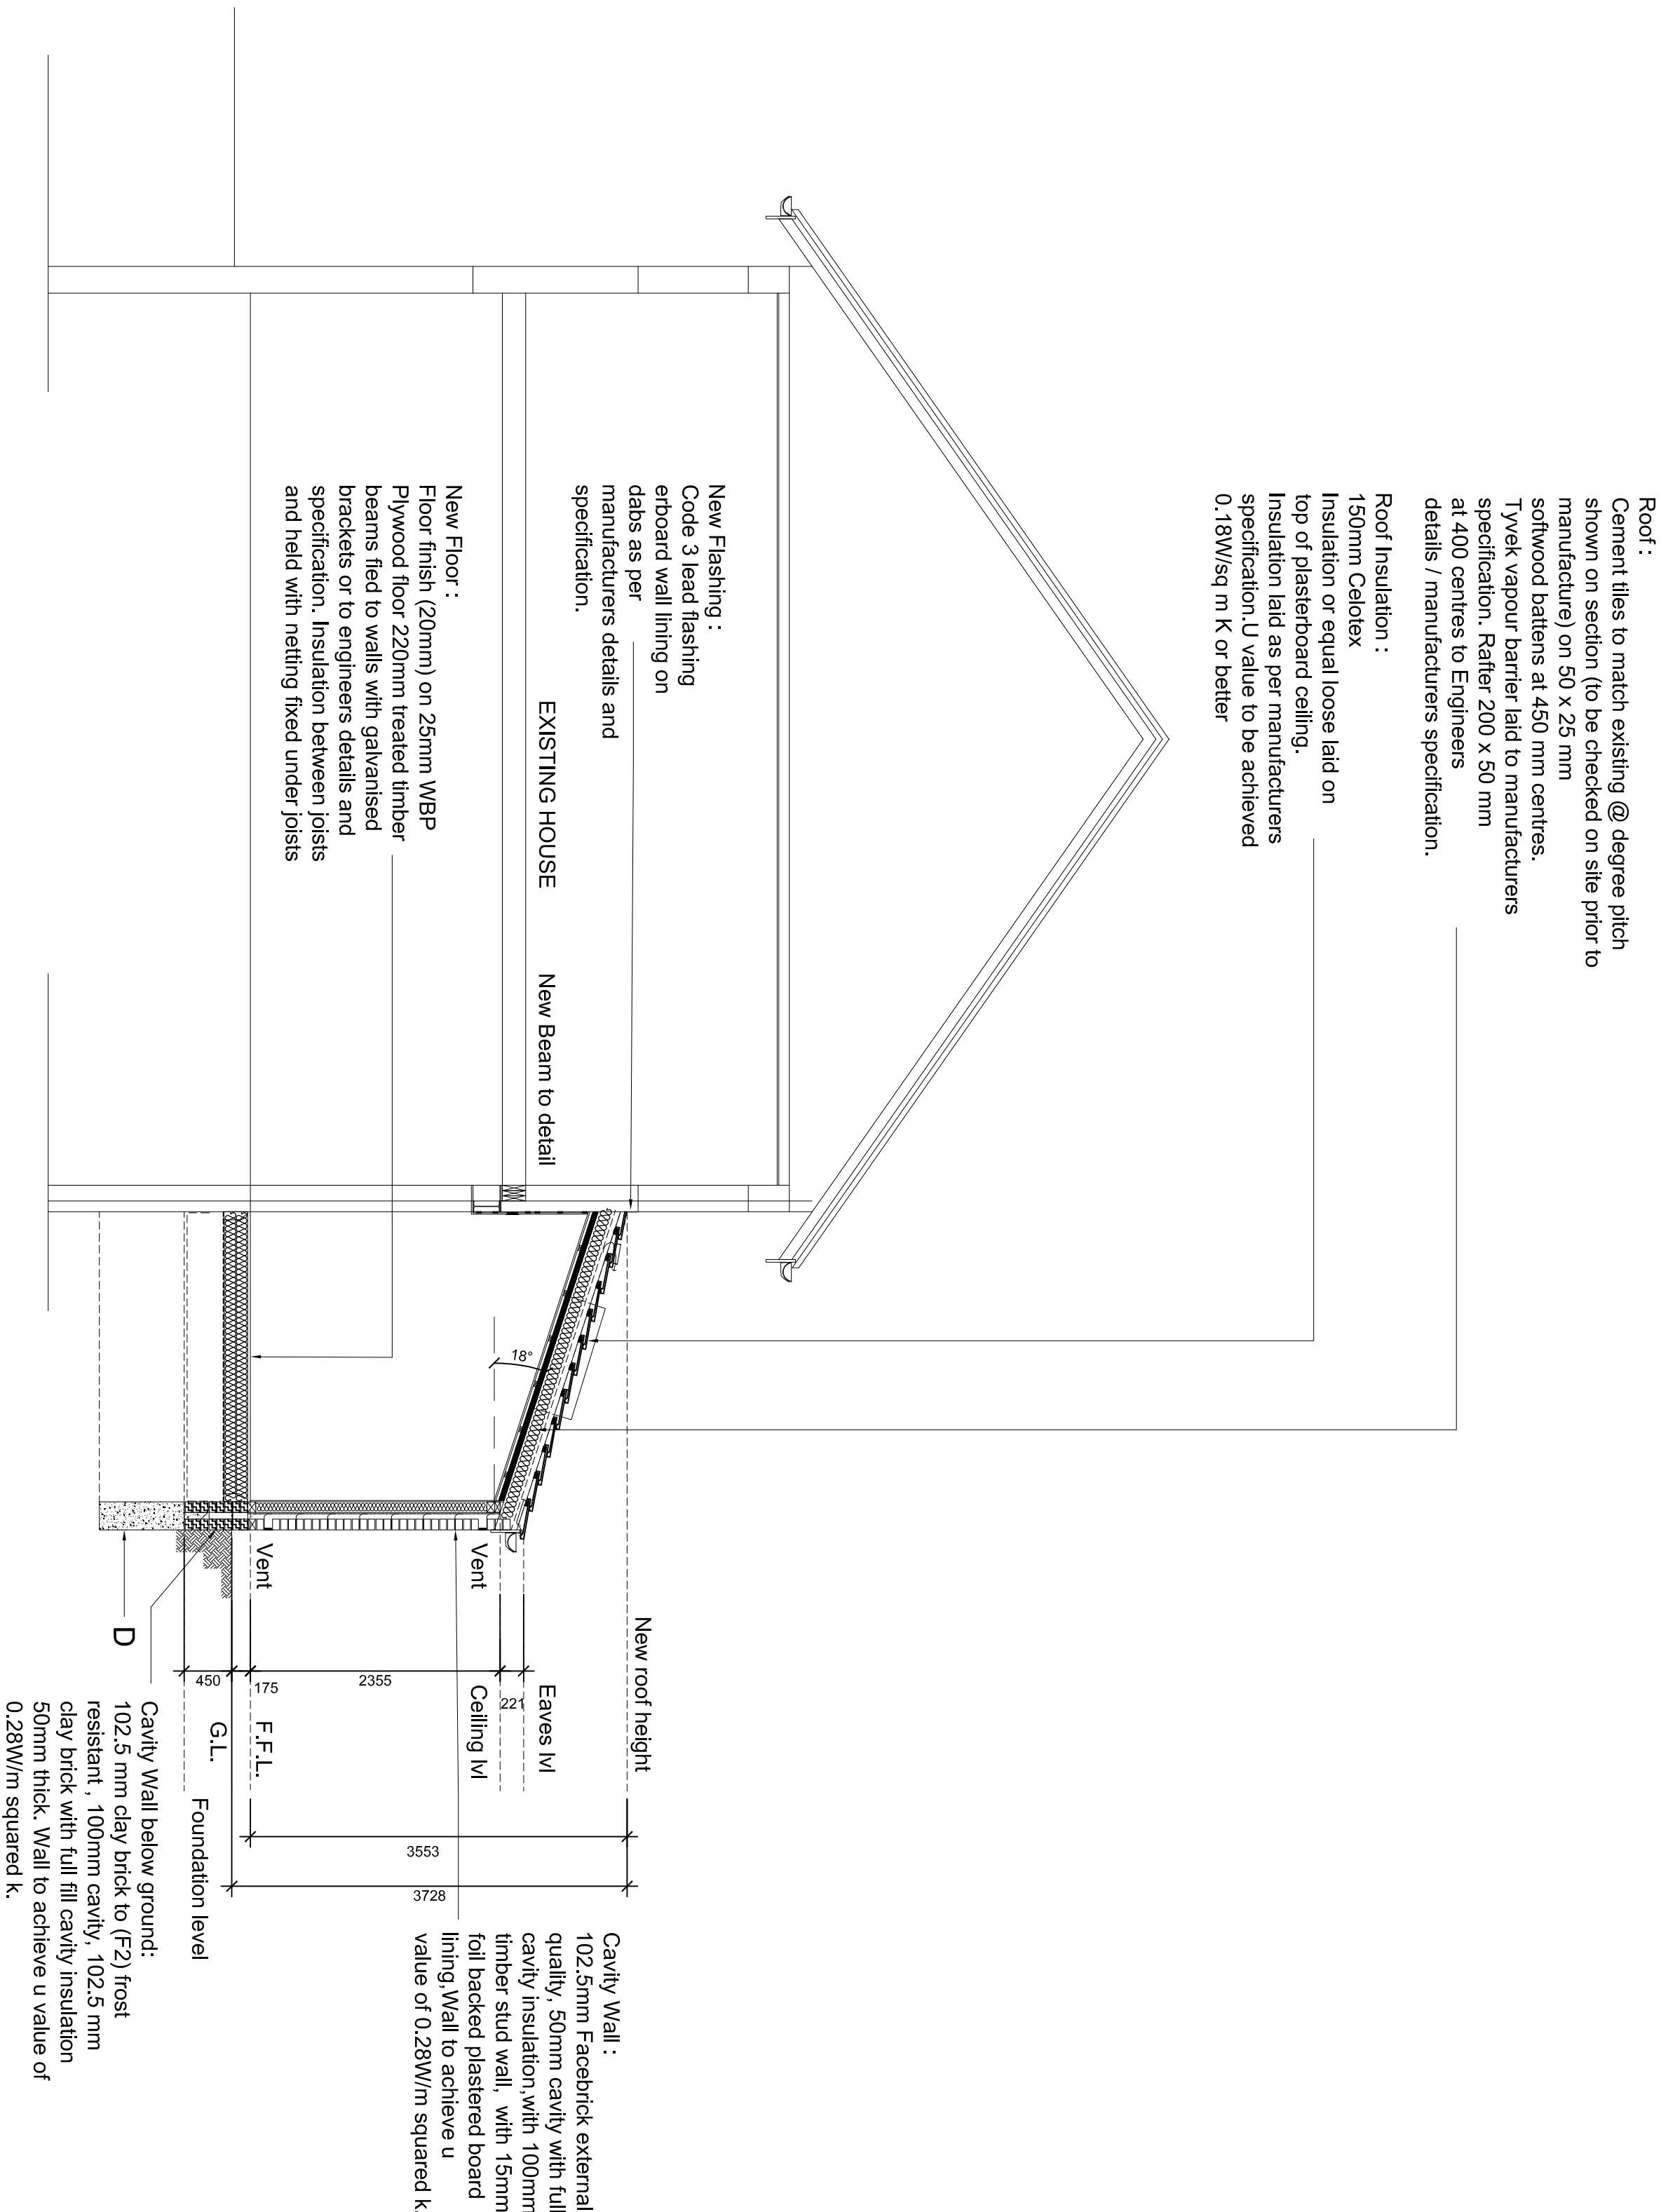 Roof :
Cement tiles to match existing @ degree pitch
shown on section (to be checked on site prior to
manufacture) on 50 x 25 mm
softwood battens at 450 mm centres.
Tyvek vapour barrier laid to manufacturers
specification. Rafter 200 x 50 mm
at 400 centres to Engineers
details / manufacturers specification.
Roof Insulation :
150mm Celotex
Insulation or equal loose laid on
top of plasterboard ceiling.
Insulation laid as per manufacturers
specification.U value to be achieved
0.18W/sq m K or better
New Flashing :
Code 3 lead flashing
erboard wall lining on
dabs as per
manufacturers details and
specification.
EXISTING HOUSE
New Beam to detail
New Floor :
Floor finish (20mm) on 25mm WBP
Plywood floor 220mm treated timber
beams fied to walls with galvanised
brackets or to engineers details and
specification. Insulation between joists
and held with netting fixed under joists
18°
New roof height
Eaves lvl
221
Vent
Ceiling lvl
2355
Vent
175
F.F.L.
450
G.L.
Foundation level
D
3553
3728
Cavity Wall :
102.5mm Facebrick external
quality, 50mm cavity with full
cavity insulation,with 100mm
timber stud wall, with 15mm
foil backed plastered board
lining,Wall to achieve u
value of 0.28W/m squared k.
Cavity Wall below ground:
102.5 mm clay brick to (F2) frost
resistant , 100mm cavity, 102.5 mm
clay brick with full fill cavity insulation
50mm thick. Wall to achieve u value of
0.28W/m squared k.